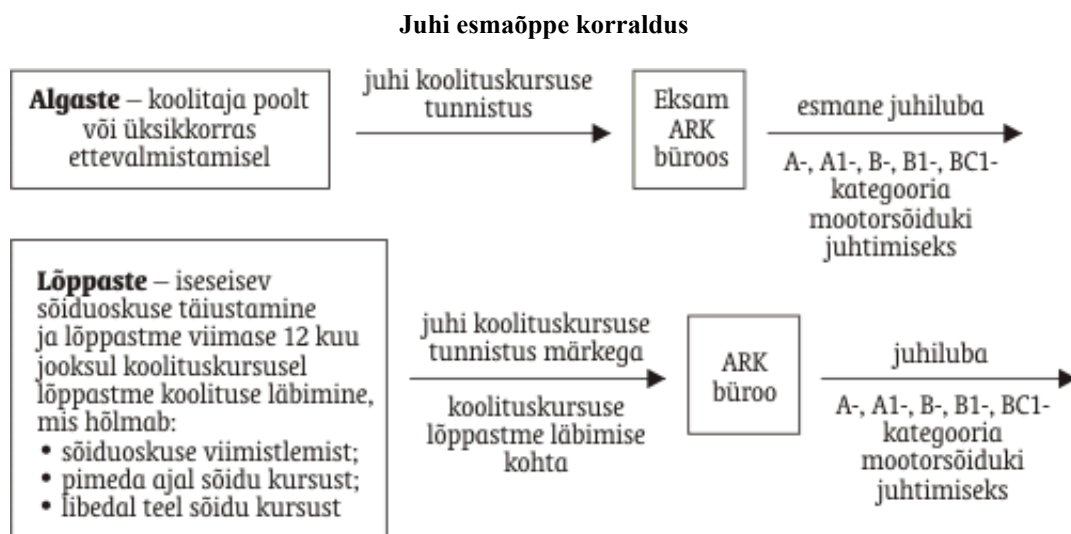 Juhi esmaõppe korraldus
Algaste – koolitaja poolt
või üksikkorras
ettevalmistamisel
juhi koolituskursuse
tunnistus
Eksam
ARK
büroos
esmane juhiluba
A-, A1-, B-, B1-, BC1-
kategooria
mootorsõiduki
juhtimiseks
Lõppaste – iseseisev
sõiduoskuse täiustamine
ja lõppastme viimase 12 kuu
jooksul koolituskursusel
lõppastme koolituse läbimine,
mis hõlmab:
• sõiduoskuse viimistlemist;
• pimeda ajal sõidu kursust;
• libedal teel sõidu kursust
juhi koolituskursuse
tunnistus märkega
koolituskursuse
lõppastme läbimise
kohta
ARK
büroo
juhiluba
A-, A1-, B-, B1-, BC1-
kategooria
mootorsõiduki
juhtimiseks